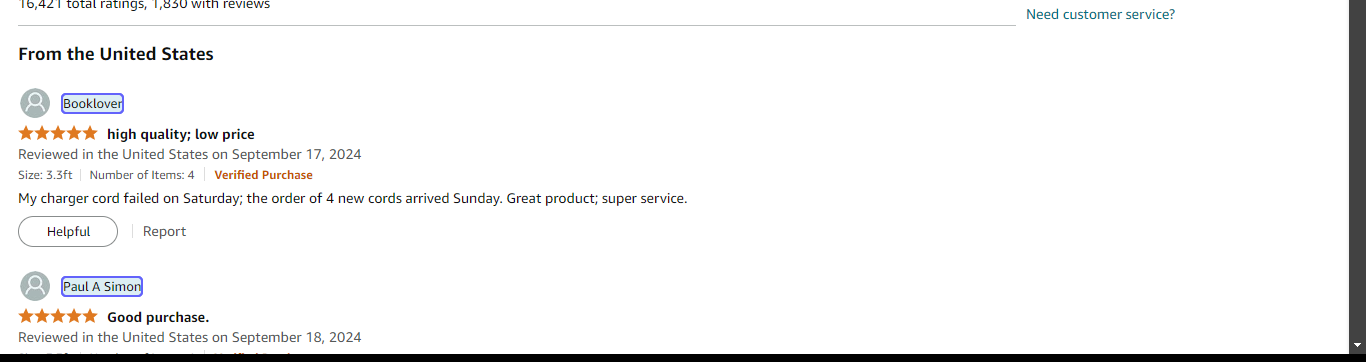 16,421 total ratings, 1,830 with reviews
Need customer service?
From the United States
Booklover
high quality; low price
Reviewed in the United States on September 17, 2024
Size: 3.3ft Number of Items: 4 Verified Purchase
My charger cord failed on Saturday; the order of 4 new cords arrived Sunday. Great product; super service.
Helpful Report
Paul A Simon
Good purchase.
Reviewed in the United States on September 18, 2024